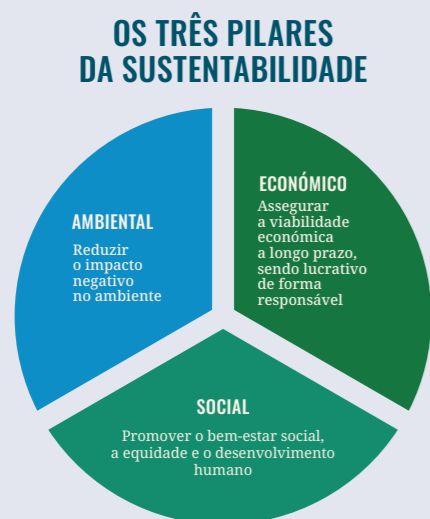 OS TRÊS PILARES
DA SUSTENTABILIDADE
AMBIENTAL
Reduzir
o impacto
negativo
no ambiente
ECONÓMICO
Assegurar
a viabilidade
económica
a longo prazo,
sendo lucrativo
de forma
responsável
SOCIAL
Promover o bem-estar social,
a equidade e o desenvolvimento
humano